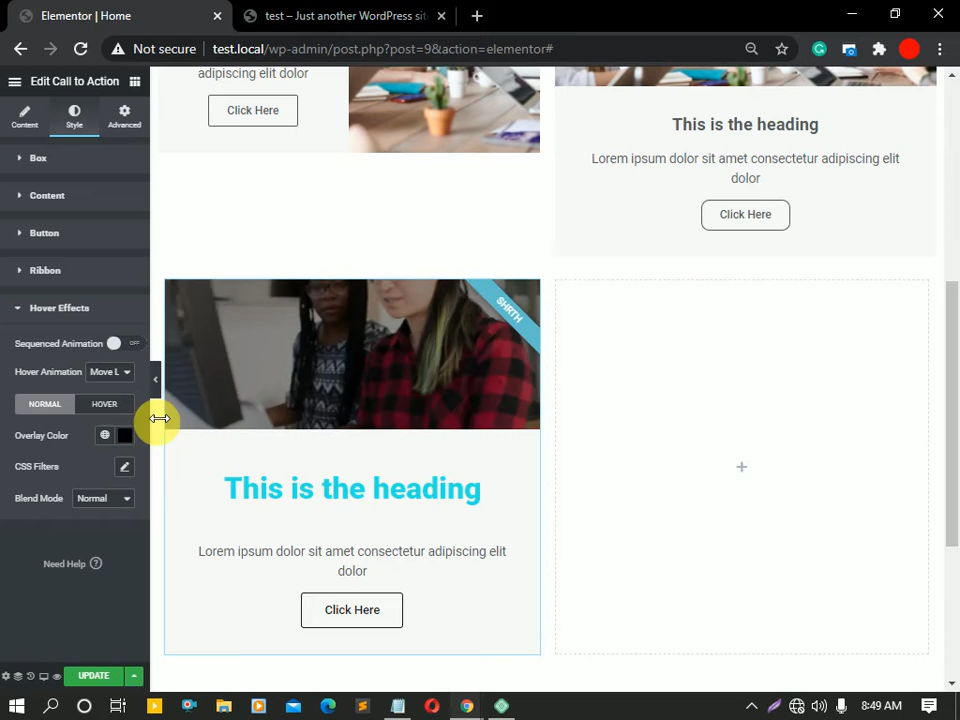 Elementor | Home
test – Just another WordPress sit
Not secure
test.local/wp-admin/post.php?post=9&action=elementor#
Edit Call to Action
Content
Style
Advanced
Box
Content
Button
Ribbon
Hover Effects
Sequenced Animation
OFF
Hover Animation
Move L
NORMAL
HOVER
Overlay Color
CSS Filters
Blend Mode
Normal
Need Help
UPDATE
adipiscing elit dolor
Click Here
This is the heading
Lorem ipsum dolor sit amet consectetur adipiscing elit
dolor
Click Here
SHRTH
This is the heading
Lorem ipsum dolor sit amet consectetur adipiscing elit
dolor
Click Here
8:49 AM